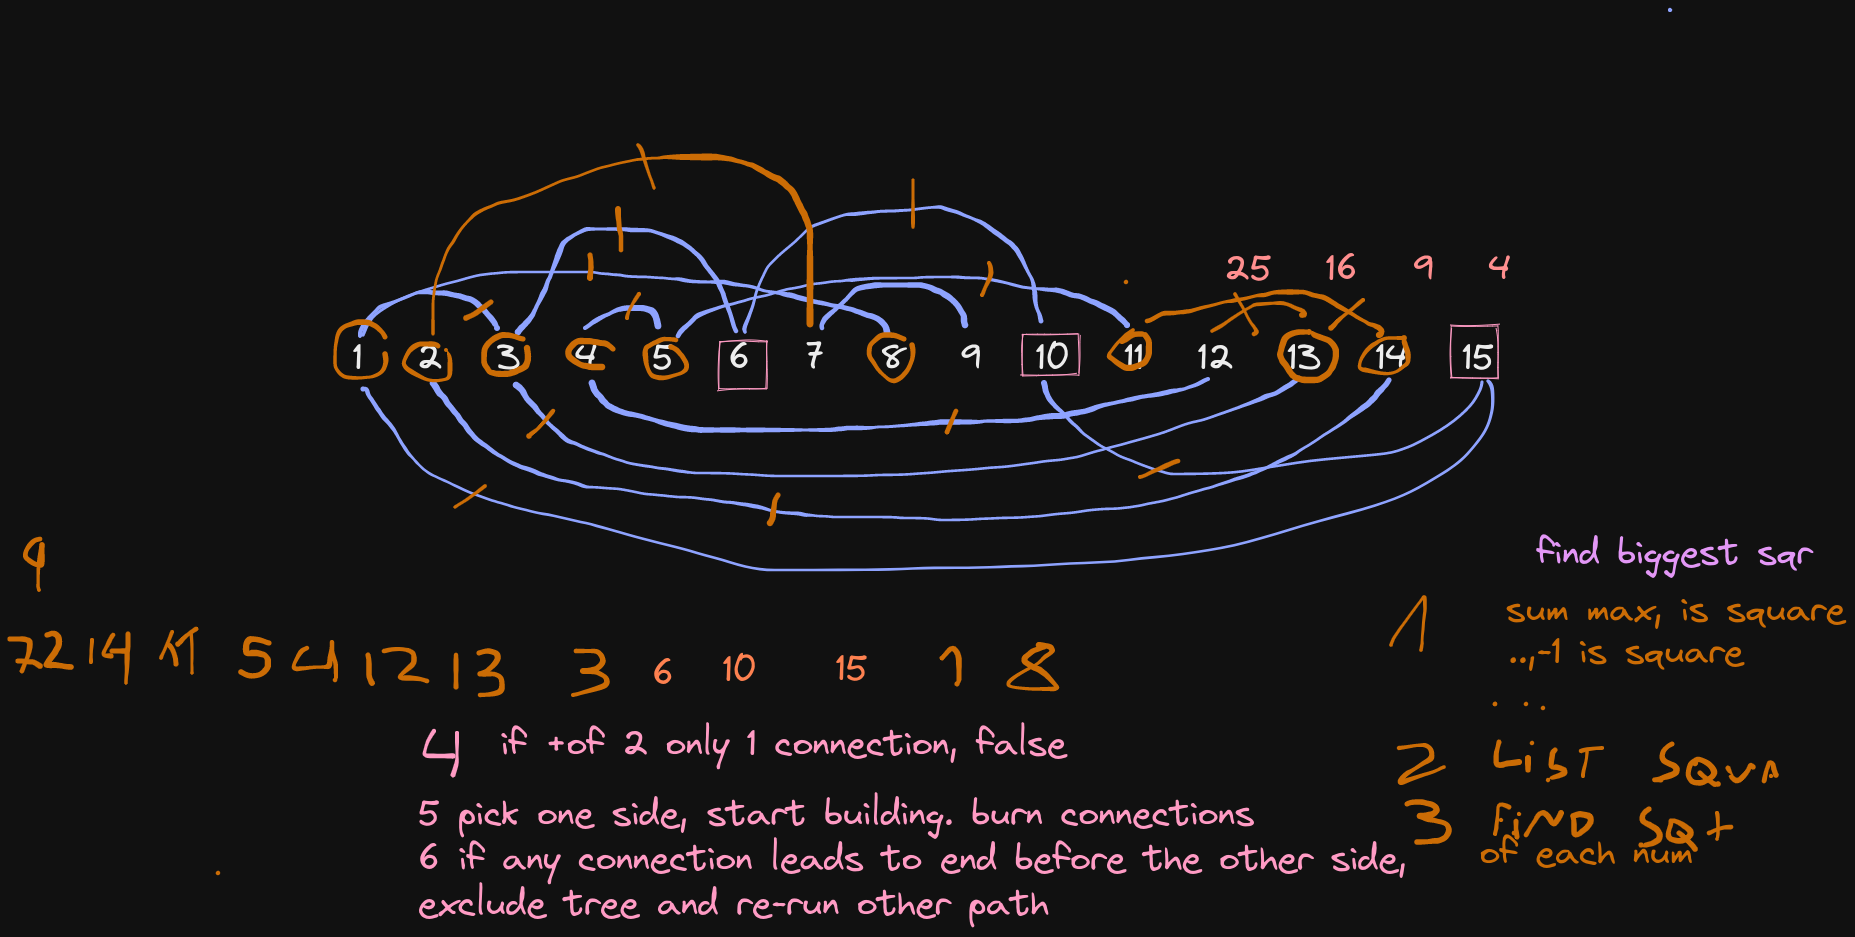 25 16 9 4
1 2 3 4 5 6 7 8 9 10 11 12 13 14 15
9
find biggest sqr
1 sum max, is square
..,-1 is square
...
72 14 11 5 4 12 13 3 6 10 15 1 8
4 if +of 2 only 1 connection, false
2 LiST SQUA
5 pick one side, start building. burn connections
3 FiND SQt
of each num
6 if any connection leads to end before the other side,
exclude tree and re-run other path